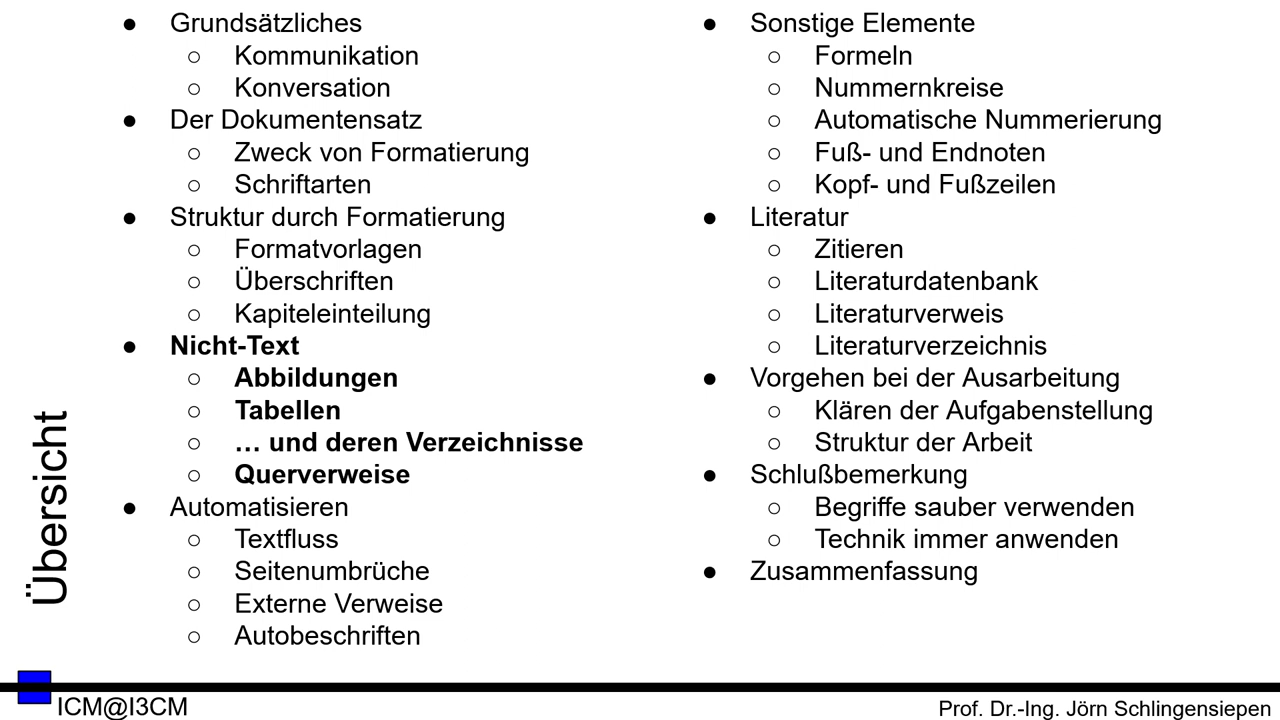 Übersicht
● Grundsätzliches
○ Kommunikation
○ Konversation
● Der Dokumentensatz
○ Zweck von Formatierung
○ Schriftarten
● Struktur durch Formatierung
○ Formatvorlagen
○ Überschriften
○ Kapiteleinteilung
● Nicht-Text
○ Abbildungen
○ Tabellen
○ … und deren Verzeichnisse
○ Querverweise
● Automatisieren
○ Textfluss
○ Seitenumbrüche
○ Externe Verweise
○ Autobeschriften
● Sonstige Elemente
○ Formeln
○ Nummernkreise
○ Automatische Nummerierung
○ Fuß- und Endnoten
○ Kopf- und Fußzeilen
● Literatur
○ Zitieren
○ Literaturdatenbank
○ Literaturverweis
○ Literaturverzeichnis
● Vorgehen bei der Ausarbeitung
○ Klären der Aufgabenstellung
○ Struktur der Arbeit
● Schlußbemerkung
○ Begriffe sauber verwenden
○ Technik immer anwenden
● Zusammenfassung
ICM@I3CM
Prof. Dr.-Ing. Jörn Schlingensiepen